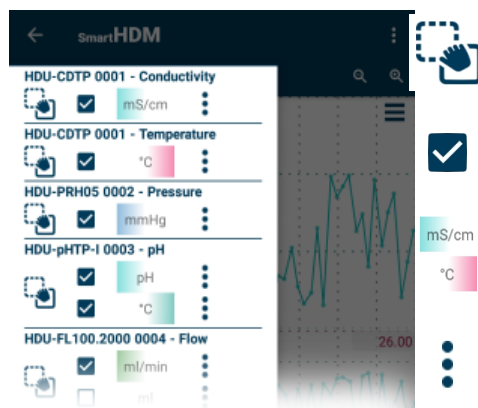 SmartHDM
HDU-CDTP 0001 - Conductivity
mS/cm
HDU-CDTP 0001 - Temperature
°C
HDU-PRH05 0002 - Pressure
mmHg
HDU-pHTP-I 0003 - pH
pH
°C
HDU-FL100.2000 0004 - Flow
ml/min
ml
26.00
mS/cm
°C